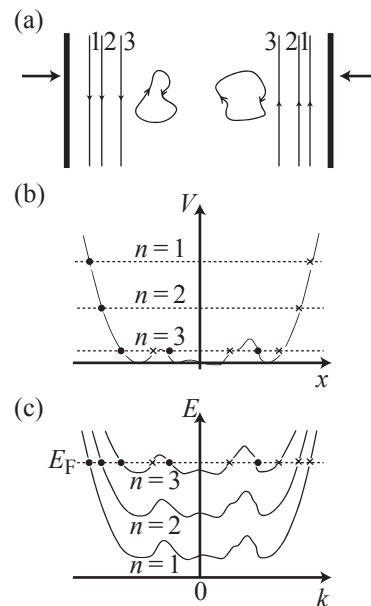 (a)
1 2 3 3 2 1
(b)
V
n = 1
n = 2
n = 3
x
(c)
E
E_F
n = 3
n = 2
n = 1
0
k